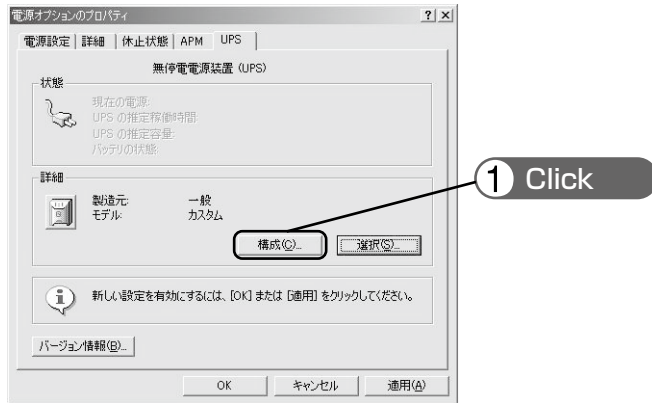 電源オプションのプロパティ
電源設定 詳細 休止状態 APM UPS
無停電電源装置 (UPS)
状態
現在の電源:
UPS の推定稼働時間:
UPS の推定容量:
バッテリの状態:
詳細
製造元: 一般
モデル: カスタム
構成(C)... 選択(S)...
① Click
新しい設定を有効にするには、[OK] または [適用] をクリックしてください。
バージョン情報(B)...
OK キャンセル 適用(A)